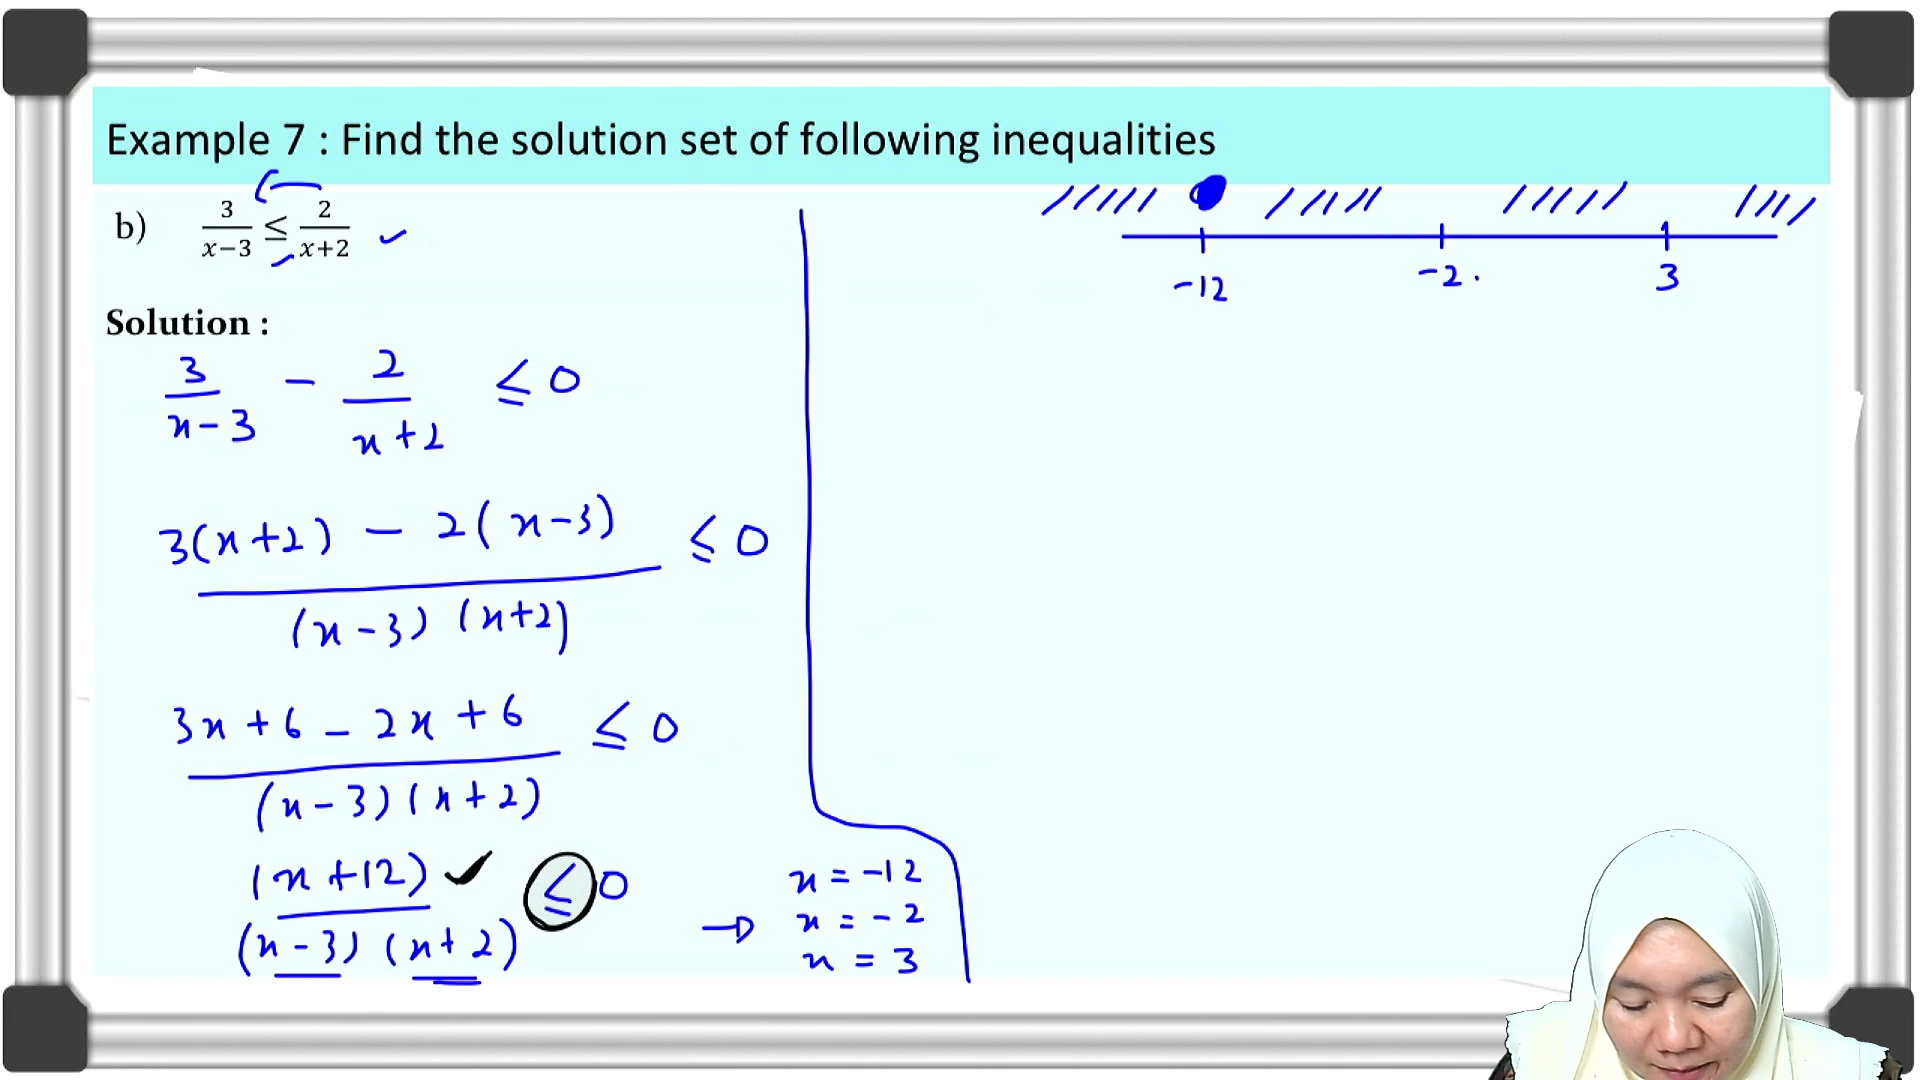 Example 7 : Find the solution set of following inequalities
b) 3/(x−3) ≤ 2/(x+2) ✓
Solution :
3/(x-3) - 2/(x+2) ≤ 0
(3(x+2) - 2(x-3))/((x-3)(x+2)) ≤ 0
(3x+6-2x+6)/((x-3)(x+2)) ≤ 0
(x+12)/((x-3)(x+2)) ✓ ≤ 0
→ x = -12
x = -2
x = 3
-12 -2. 3